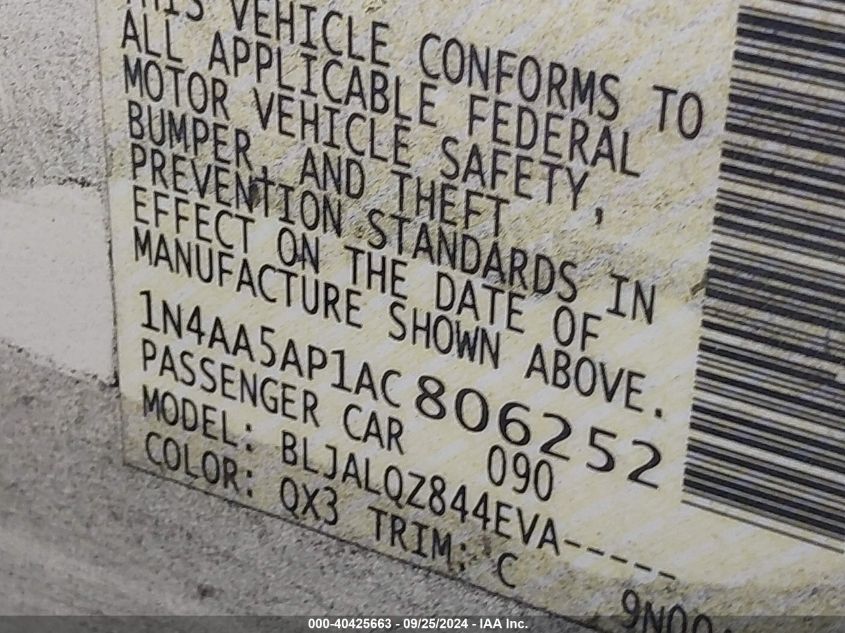 THIS VEHICLE CONFORMS TO
ALL APPLICABLE FEDERAL
MOTOR VEHICLE SAFETY,
BUMPER, AND THEFT
PREVENTION STANDARDS IN
EFFECT ON THE DATE OF
MANUFACTURE SHOWN ABOVE.
1N4AA5AP1AC806252
PASSENGER CAR 090
MODEL: BLJALQZ844EVA-----
COLOR: QX3 TRIM: C
000-40425663 - 09/25/2024 - IAA Inc.